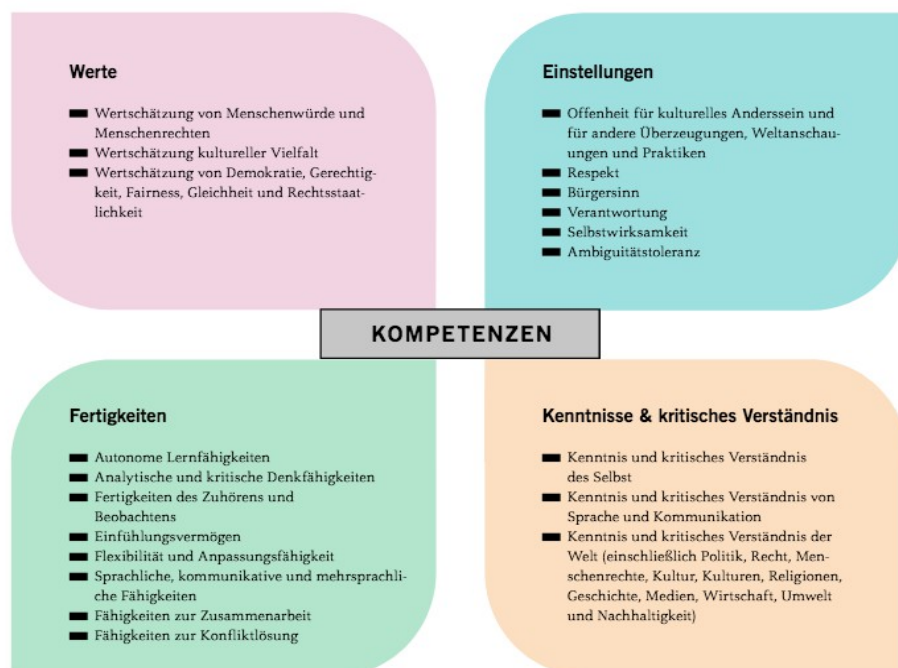 Werte
Wertschätzung von Menschenwürde und
Menschenrechten
Wertschätzung kultureller Vielfalt
Wertschätzung von Demokratie, Gerechtig-
keit, Fairness, Gleichheit und Rechtsstaat-
lichkeit
Einstellungen
Offenheit für kulturelles Anderssein und
für andere Überzeugungen, Weltanschau-
ungen und Praktiken
Respekt
Bürgersinn
Verantwortung
Selbstwirksamkeit
Ambiguitätstoleranz
KOMPETENZEN
Fertigkeiten
Autonome Lernfähigkeiten
Analytische und kritische Denkfähigkeiten
Fertigkeiten des Zuhörens und
Beobachtens
Einfühlungsvermögen
Flexibilität und Anpassungsfähigkeit
Sprachliche, kommunikative und mehrsprachli-
che Fähigkeiten
Fähigkeiten zur Zusammenarbeit
Fähigkeiten zur Konfliktlösung
Kenntnisse & kritisches Verständnis
Kenntnis und kritisches Verständnis
des Selbst
Kenntnis und kritisches Verständnis von
Sprache und Kommunikation
Kenntnis und kritisches Verständnis der
Welt (einschließlich Politik, Recht, Men-
schenrechte, Kultur, Kulturen, Religionen,
Geschichte, Medien, Wirtschaft, Umwelt
und Nachhaltigkeit)